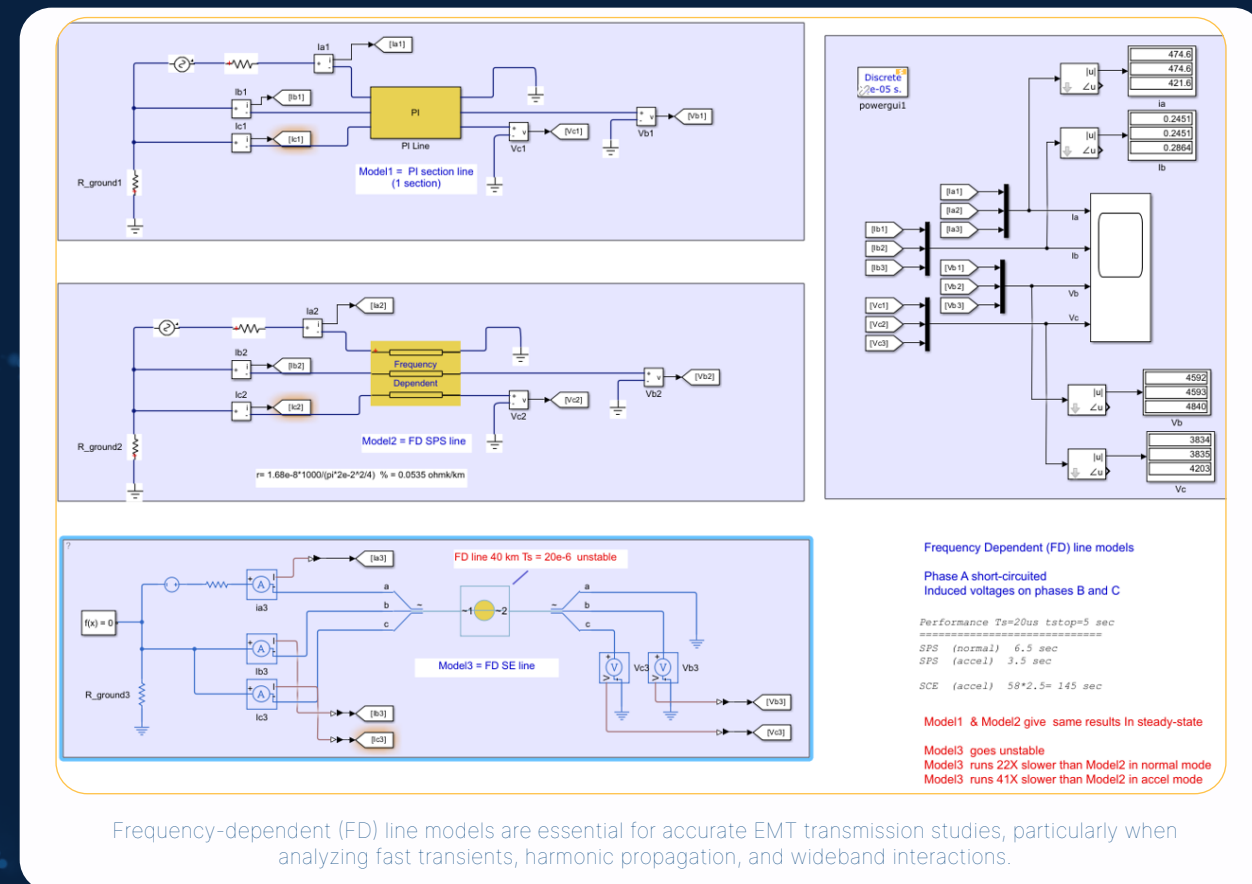 Ia1
[Ia1]
Ib1
[Ib1]
Ic1
[Ic1]
PI
PI Line
Vb1
[Vb1]
Vc1
[Vc1]
R_ground1
Model1 = PI section line
(1 section)
Ia2
[Ia2]
Ib2
[Ib2]
Ic2
[Ic2]
Frequency
Dependent
Vb2
[Vb2]
Vc2
[Vc2]
R_ground2
Model2 = FD SPS line
r= 1.68e-8*1000/(pi*2e-2^2/4) % = 0.0535 ohmk/km
?
[Ia3]
ia3
FD line 40 km Ts = 20e-6 unstable
f(x) = 0
a
b
c
~
~1
~2
~
a
b
c
Ib3
Ic3
R_ground3
Model3 = FD SE line
Vc3
Vb3
[Ib3]
[Ic3]
[Vb3]
[Vc3]
Discrete
e-05 s.
powergui1
|u|
∠u
474.6
474.6
421.6
ia
|u|
∠u
0.2451
0.2451
0.2864
Ib
[Ia1]
[Ia2]
[Ia3]
[Ib1]
[Ib2]
[Ib3]
[Vb1]
[Vb2]
[Vb3]
[Vc1]
[Vc2]
[Vc3]
Ia
Ib
Vb
Vc
|u|
∠u
4592
4593
4840
Vb
|u|
∠u
3834
3835
4203
Vc
Frequency Dependent (FD) line models
Phase A short-circuited
Induced voltages on phases B and C
Performance Ts=20us tstop=5 sec
============================
SPS (normal) 6.5 sec
SPS (accel) 3.5 sec
SCE (accel) 58*2.5= 145 sec
Model1 & Model2 give same results In steady-state
Model3 goes unstable
Model3 runs 22X slower than Model2 in normal mode
Model3 runs 41X slower than Model2 in accel mode
Frequency-dependent (FD) line models are essential for accurate EMT transmission studies, particularly when
analyzing fast transients, harmonic propagation, and wideband interactions.